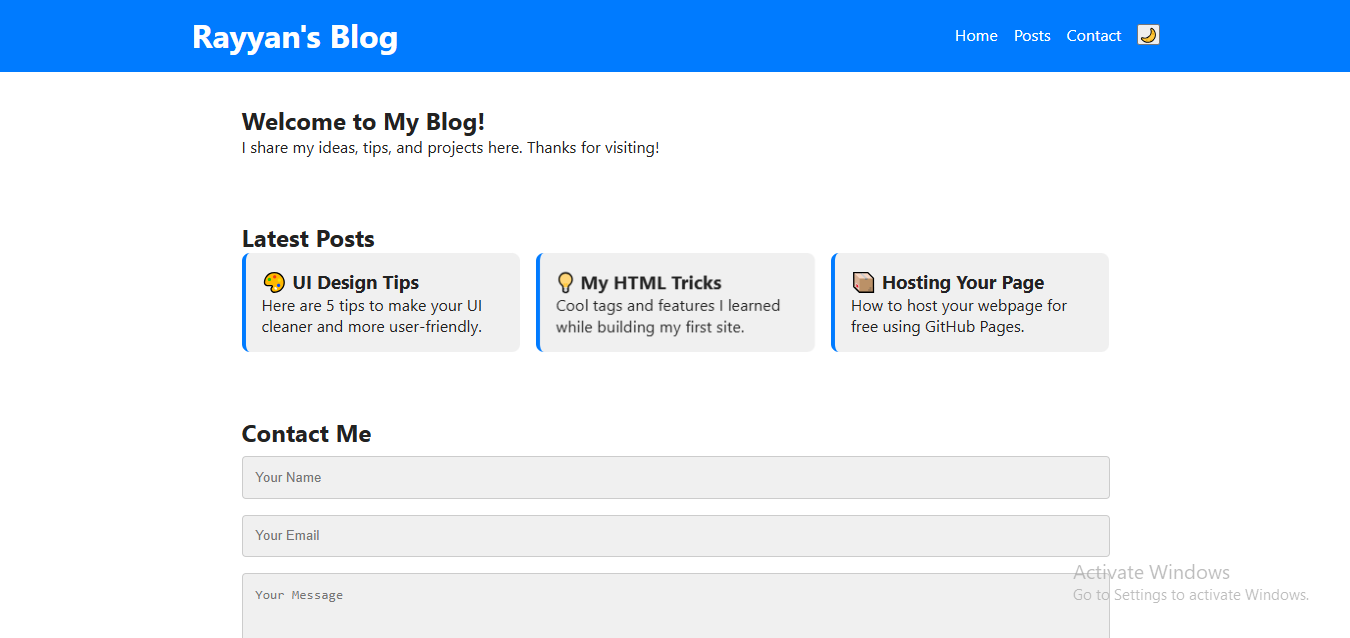 Rayyan's Blog
Home Posts Contact
Welcome to My Blog!
I share my ideas, tips, and projects here. Thanks for visiting!
Latest Posts
UI Design Tips
Here are 5 tips to make your UI
cleaner and more user-friendly.
My HTML Tricks
Cool tags and features I learned
while building my first site.
Hosting Your Page
How to host your webpage for
free using GitHub Pages.
Contact Me
Your Name
Your Email
Your Message
Activate Windows
Go to Settings to activate Windows.